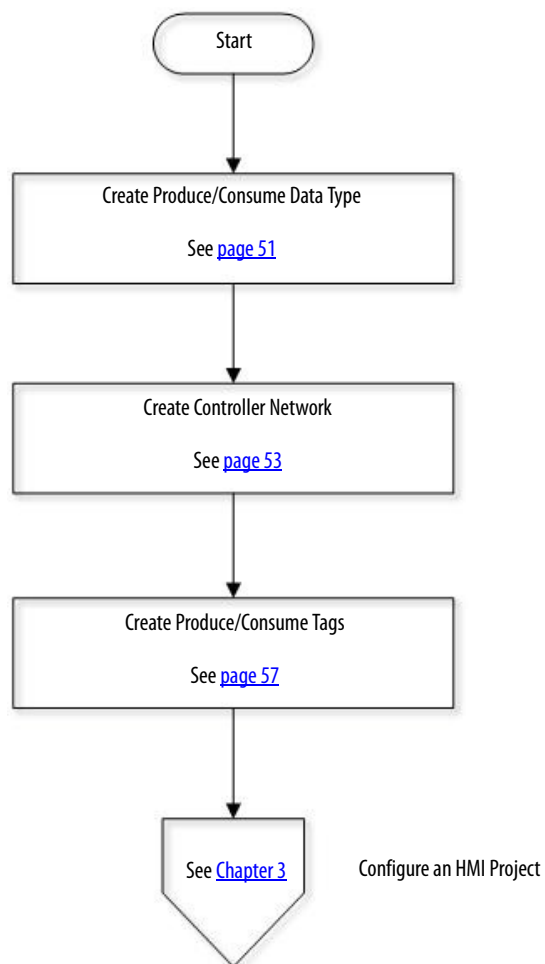 Start
Create Produce/Consume Data Type
See page 51
Create Controller Network
See page 53
Create Produce/Consume Tags
See page 57
See Chapter 3
Configure an HMI Project